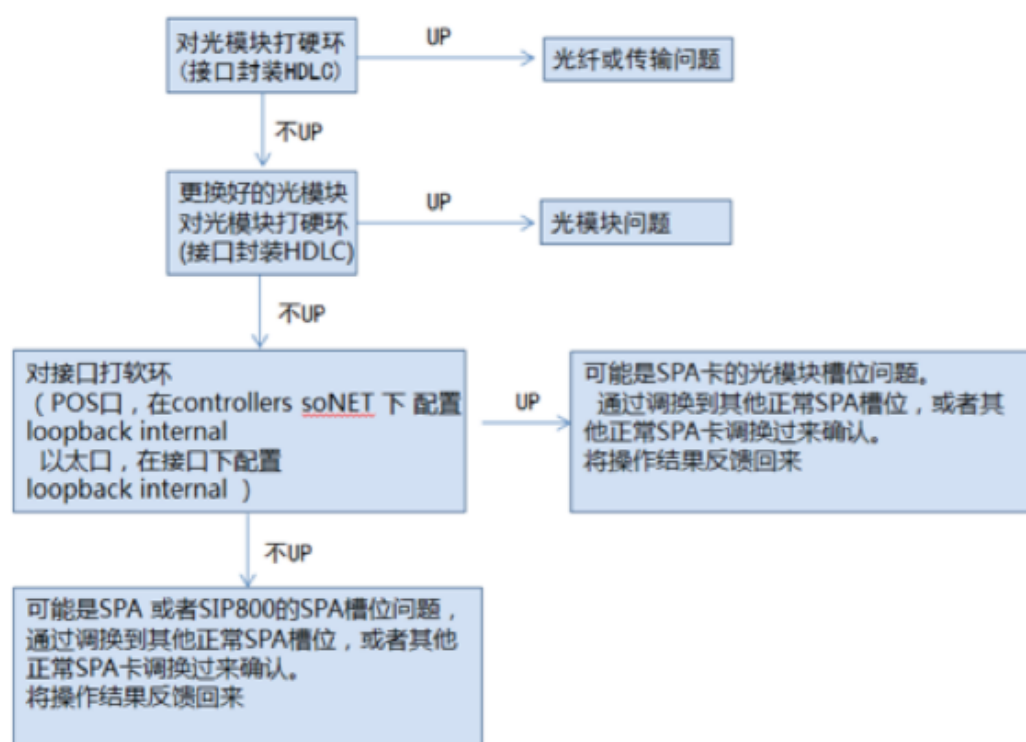 对光模块打硬环
(接口封装HDLC)
UP
光纤或传输问题
不UP
更换好的光模块
对光模块打硬环
(接口封装HDLC)
UP
光模块问题
不UP
对接口打软环
（POS口，在controllers soNET 下 配置
loopback internal
以太口，在接口下配置
loopback internal ）
UP
可能是SPA卡的光模块槽位问题。
通过调换到其他正常SPA槽位，或者其
他正常SPA卡调换过来确认。
将操作结果反馈回来
不UP
可能是SPA 或者SIP800的SPA槽位问题，
通过调换到其他正常SPA槽位，或者其他
正常SPA卡调换过来确认。
将操作结果反馈回来